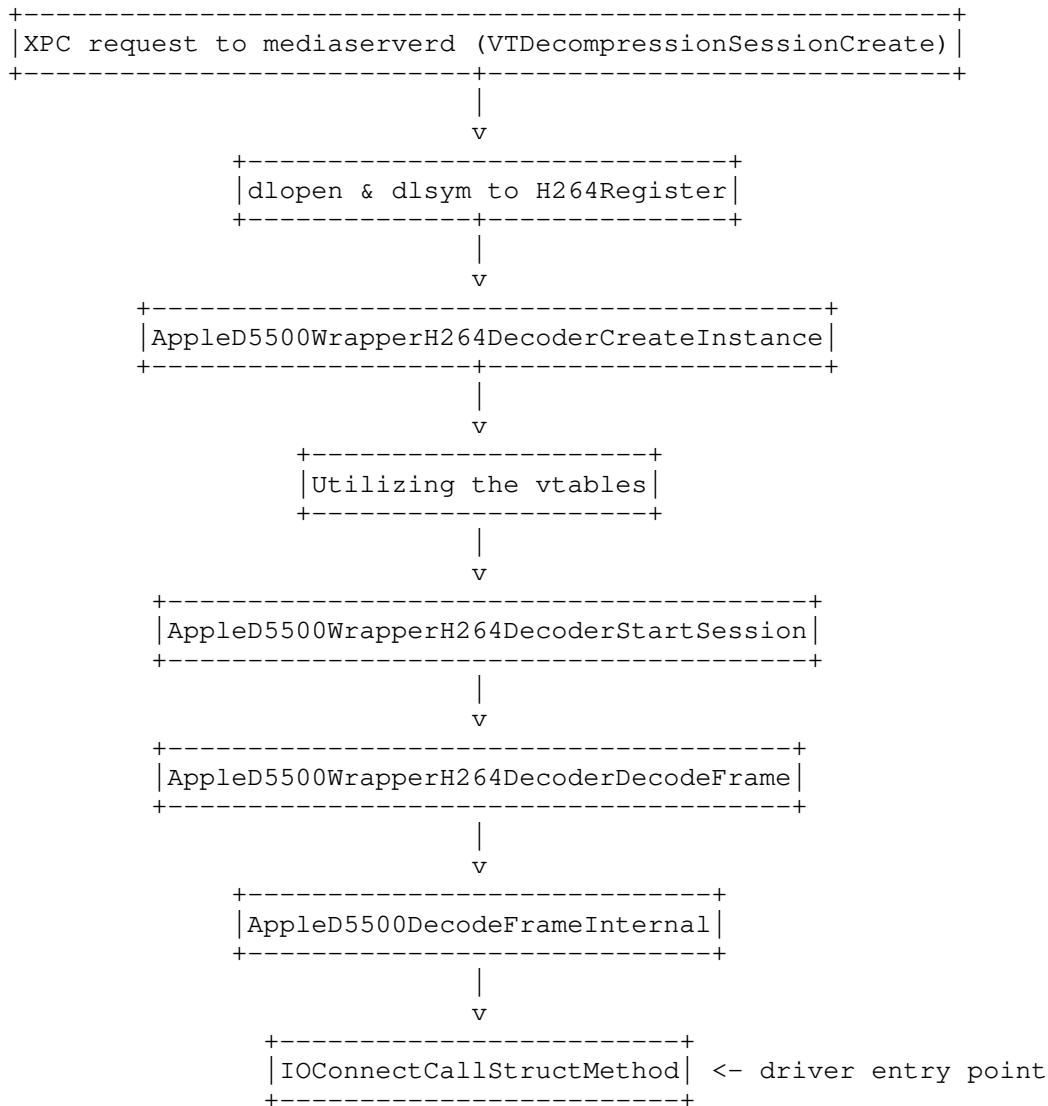 XPC request to mediaserverd (VTDecompressionSessionCreate)
v
dlopen & dlsym to H264Register
v
AppleD5500WrapperH264DecoderCreateInstance
v
Utilizing the vtables
v
AppleD5500WrapperH264DecoderStartSession
v
AppleD5500WrapperH264DecoderDecodeFrame
v
AppleD5500DecodeFrameInternal
v
IOConnectCallStructMethod <- driver entry point